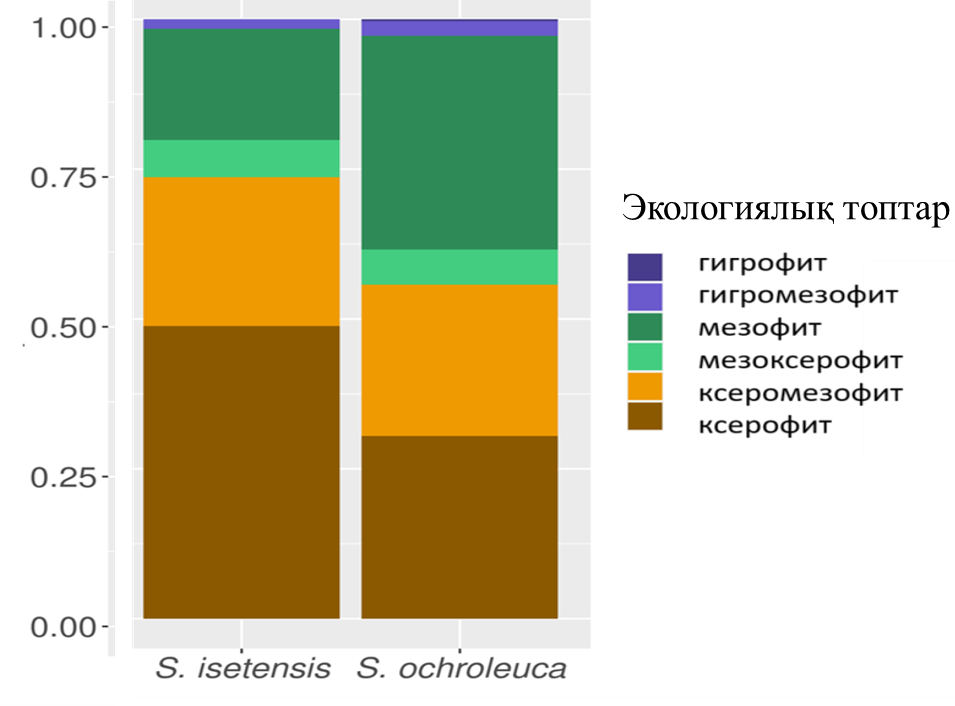 1.00
0.75
0.50
0.25
0.00
S. isetensis
S. ochroleuca
Экологиялық топтар
гигрофит
гигромезофит
мезофит
мезоксерофит
ксеромезофит
ксерофит